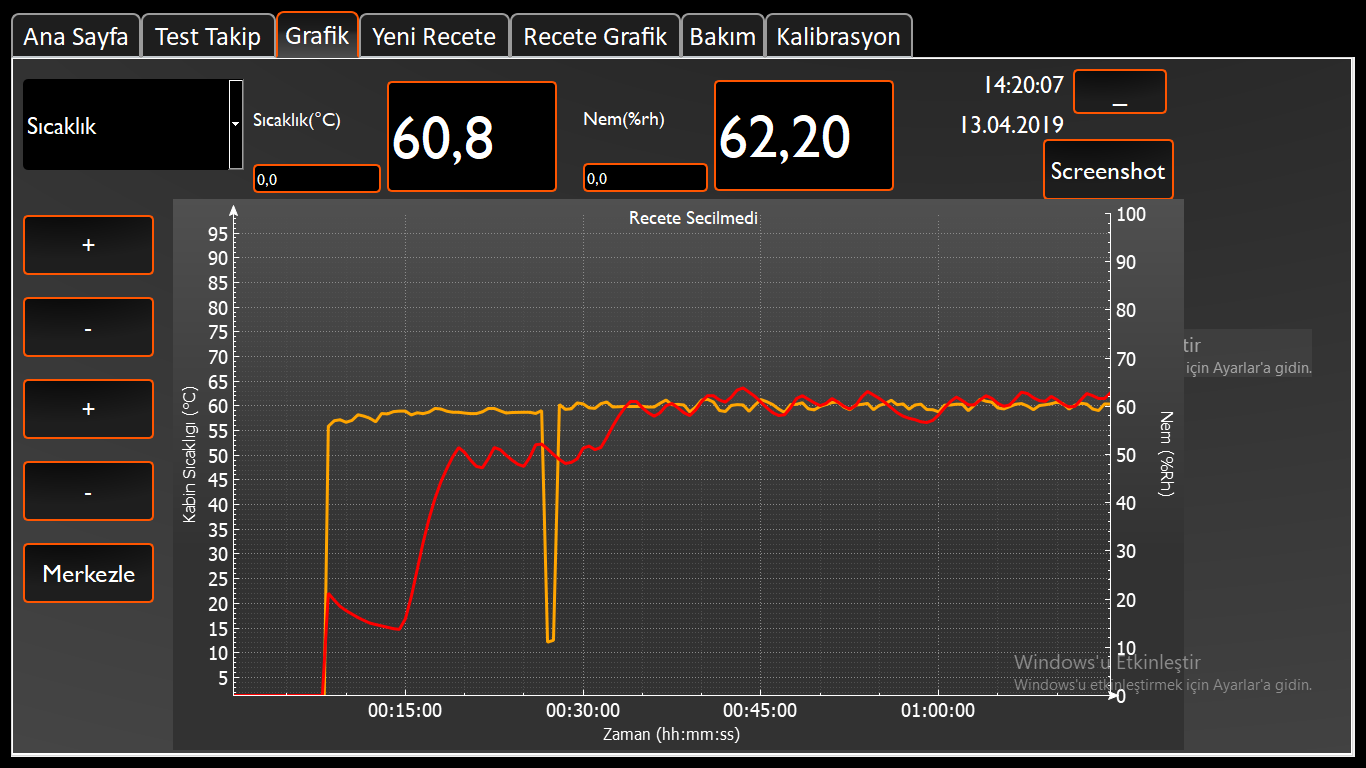 Ana Sayfa
Test Takip
Grafik
Yeni Recete
Recete Grafik
Bakım
Kalibrasyon
Sıcaklık
Sıcaklık(°C)
0,0
60,8
Nem(%rh)
0,0
62,20
14:20:07
13.04.2019
_
Screenshot
+
-
+
-
Merkezle
Recete Secilmedi
95
90
85
80
75
70
65
60
55
50
45
40
35
30
25
20
15
10
5
Kabin Sıcaklıgı (°C)
100
90
80
70
60
50
40
30
20
10
0
Nem (%Rh)
00:15:00
00:30:00
00:45:00
01:00:00
Zaman (hh:mm:ss)
tir
için Ayarlar'a gidin.
Windows'u Etkinleştir
Windows'u etkinleştirmek için Ayarlar'a gidin.